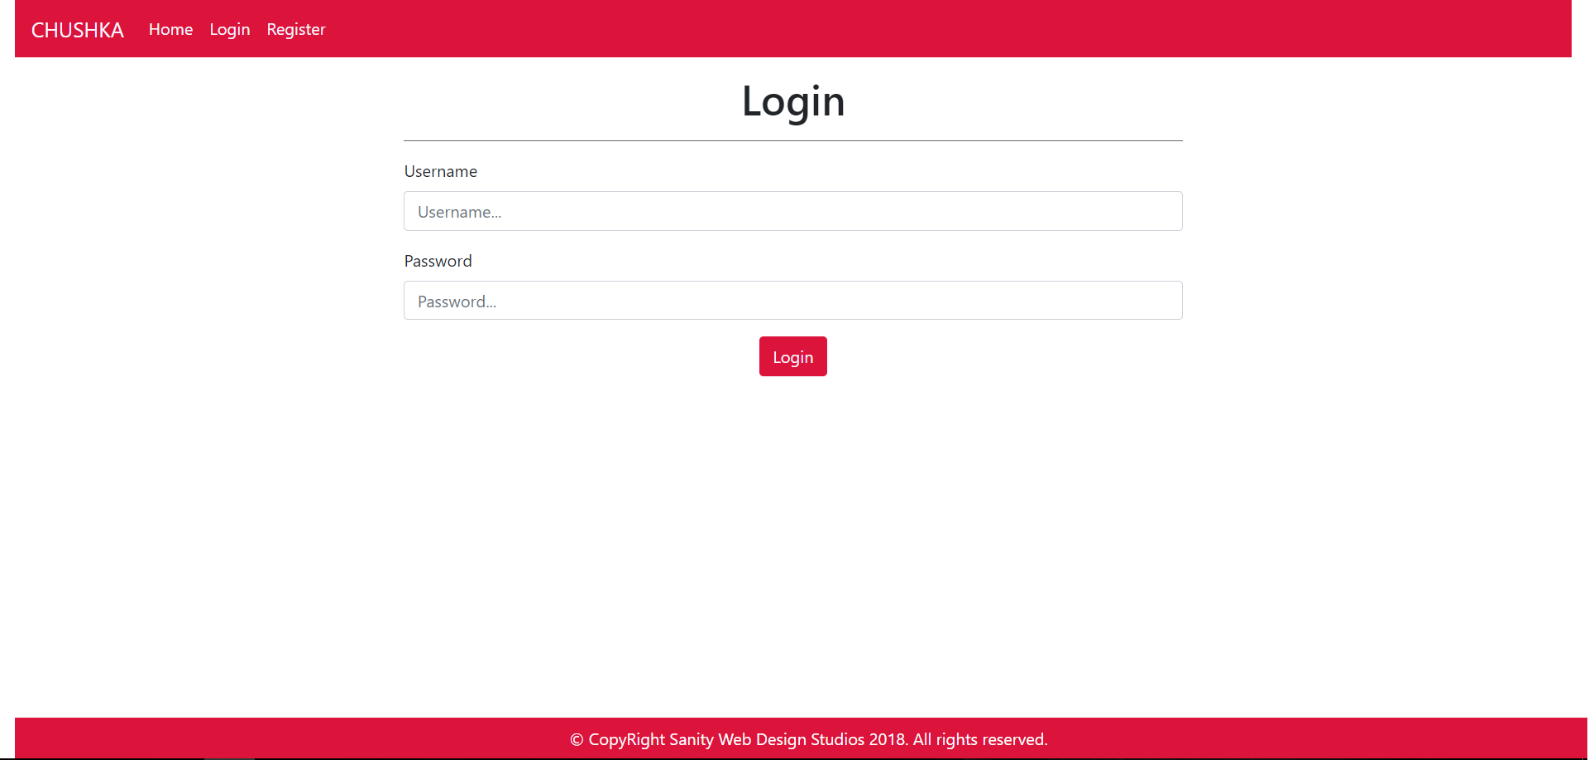 CHUSHKA Home Login Register
Login
Username
Username...
Password
Password...
Login
© CopyRight Sanity Web Design Studios 2018. All rights reserved.